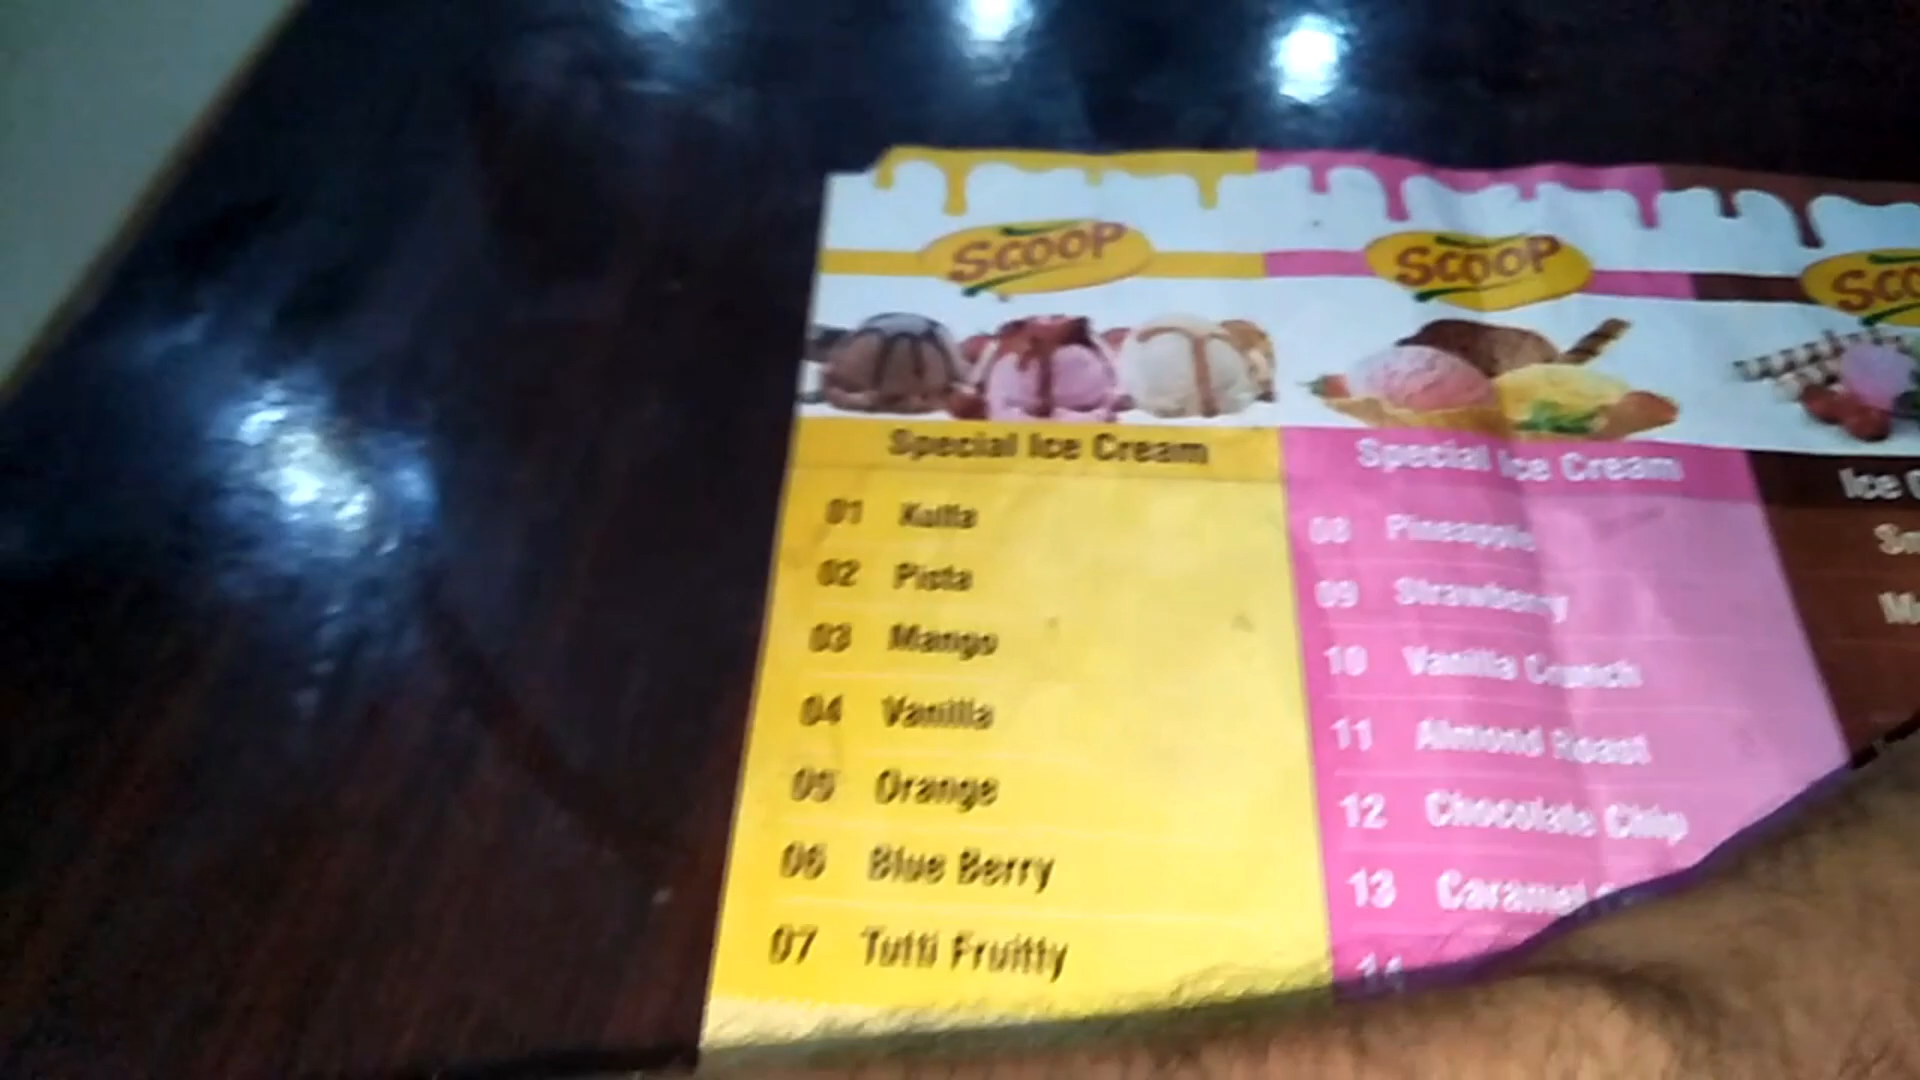 SCOOP
Special Ice Cream
01 Kulfa
02 Pista
03 Mango
04 Vanilla
05 Orange
06 Blue Berry
07 Tutti Fruitty
SCOOP
Special Ice Cream
08 Pineapple
09 Strawberry
10 Vanilla Crunch
11 Almond Roast
12 Chocolate Chip
13 Caramel
14
Ice